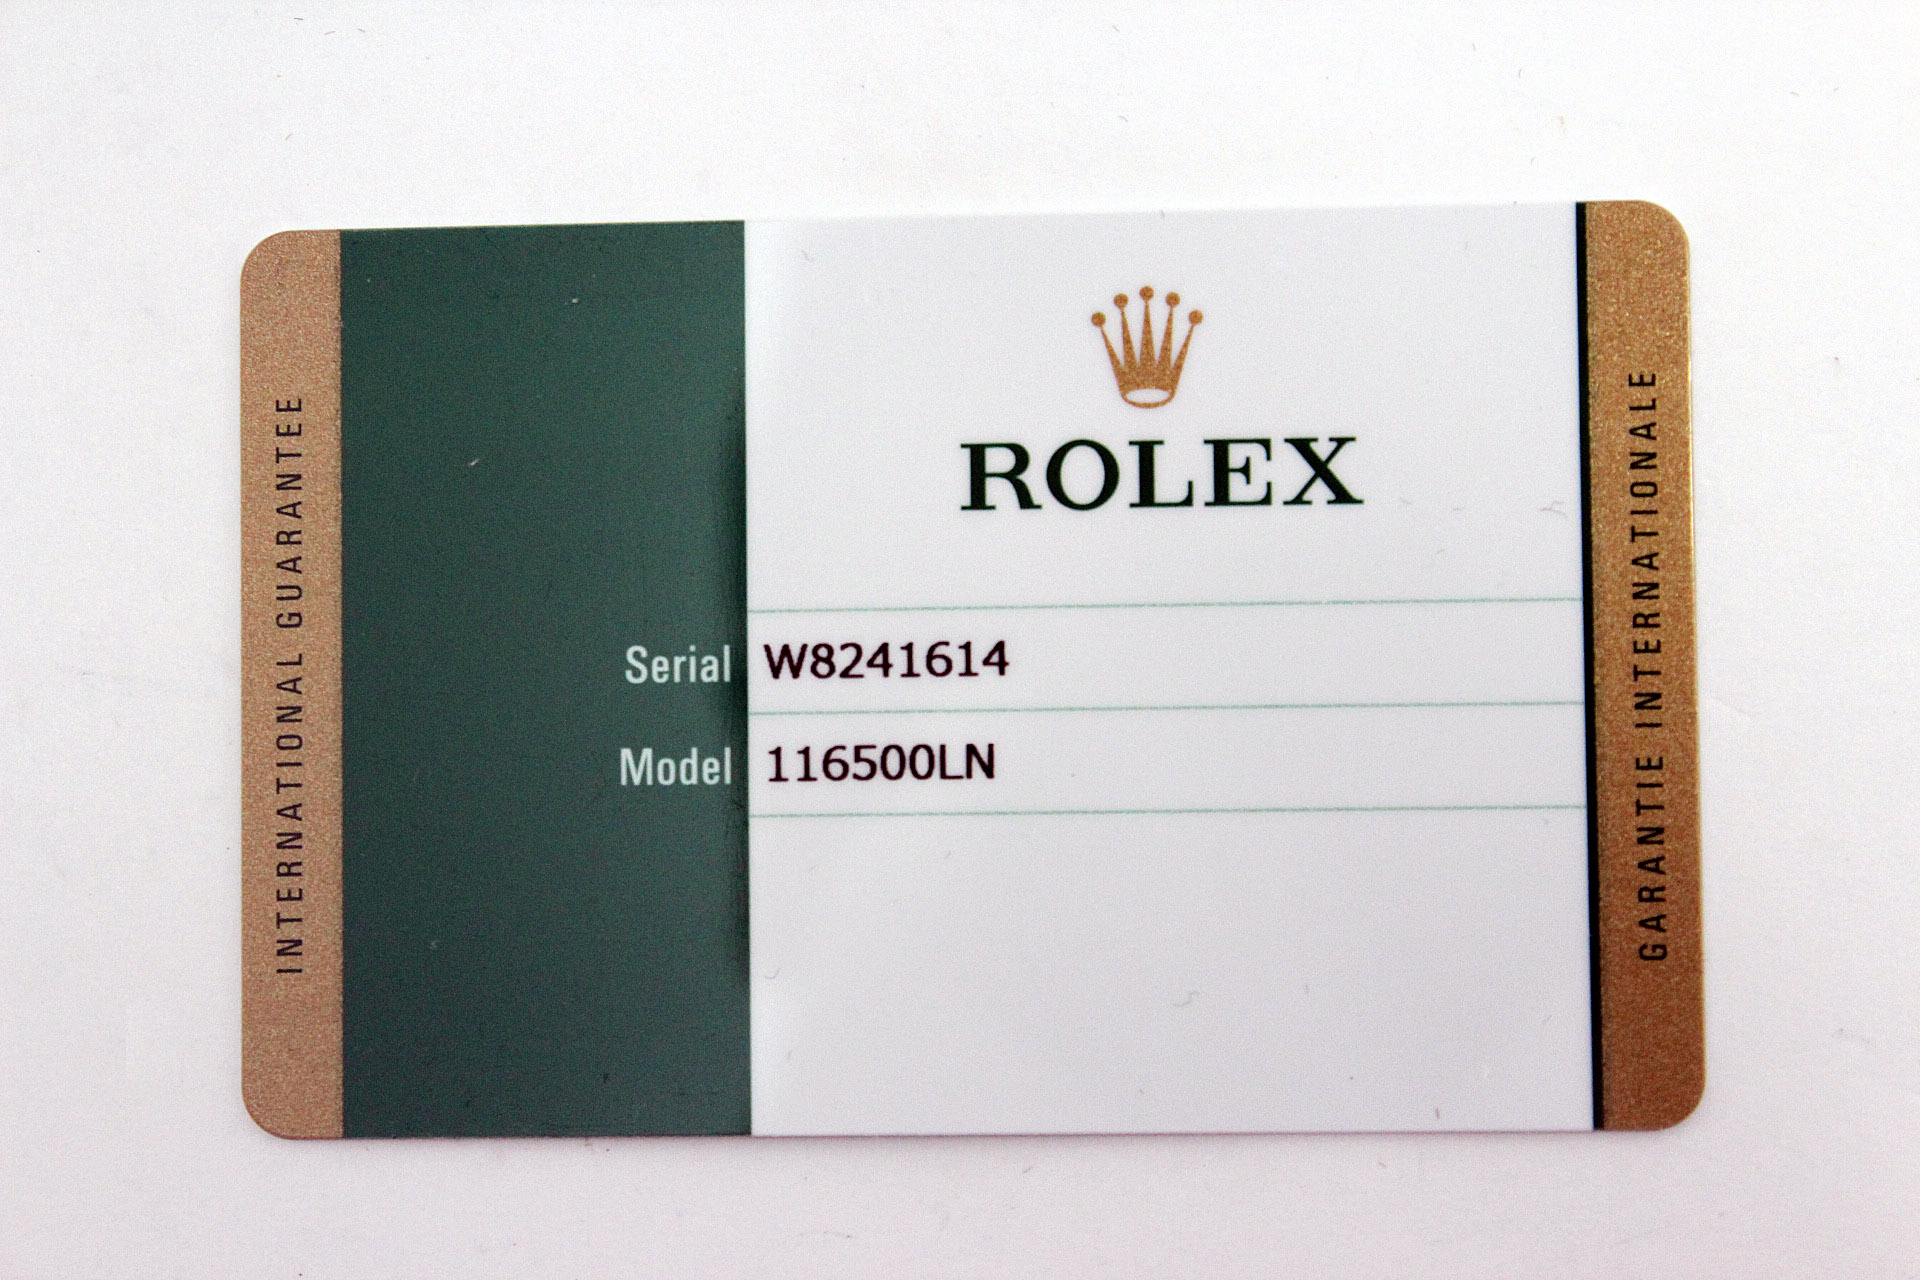 INTERNATIONAL GUARANTEE
ROLEX
Serial W8241614
Model 116500LN
GARANTIE INTERNATIONALE